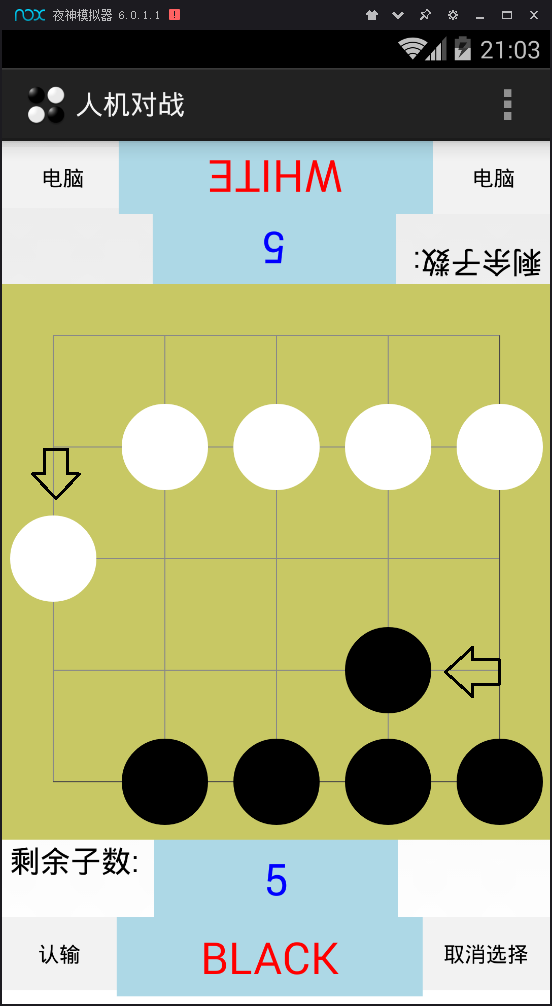 nox 夜神模拟器 6.0.1.1
21:03
人机对战
电脑 WHITE 电脑
5 剩余子数:
剩余子数: 5
认输 BLACK 取消选择